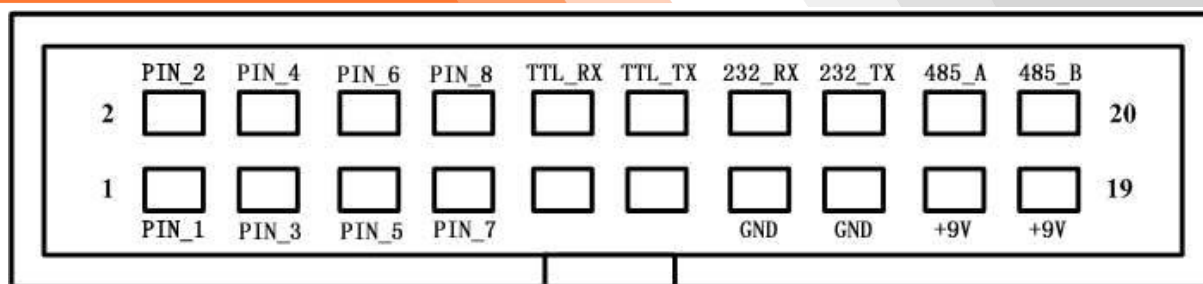 PIN_2 PIN_4 PIN_6 PIN_8 TTL_RX TTL_TX 232_RX 232_TX 485_A 485_B
2 20
1 19
PIN_1 PIN_3 PIN_5 PIN_7 GND GND +9V +9V